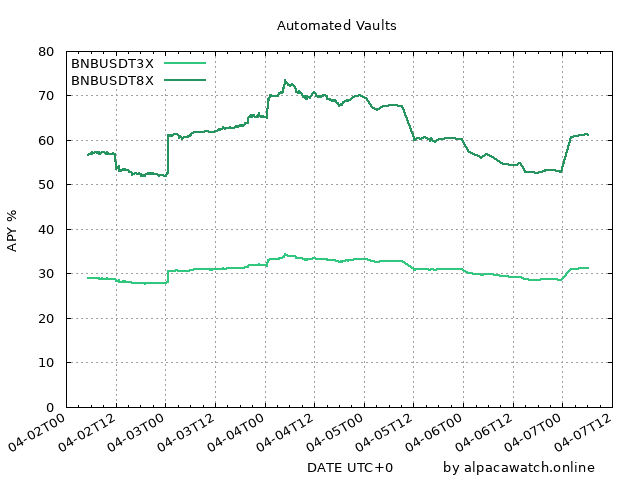 Automated Vaults
BNBUSDT3X
BNBUSDT8X
APY %
80
70
60
50
40
30
20
10
0
04-02T00
04-02T12
04-03T00
04-03T12
04-04T00
04-04T12
04-05T00
04-05T12
04-06T00
04-06T12
04-07T00
04-07T12
DATE UTC+0
by alpacawatch.online